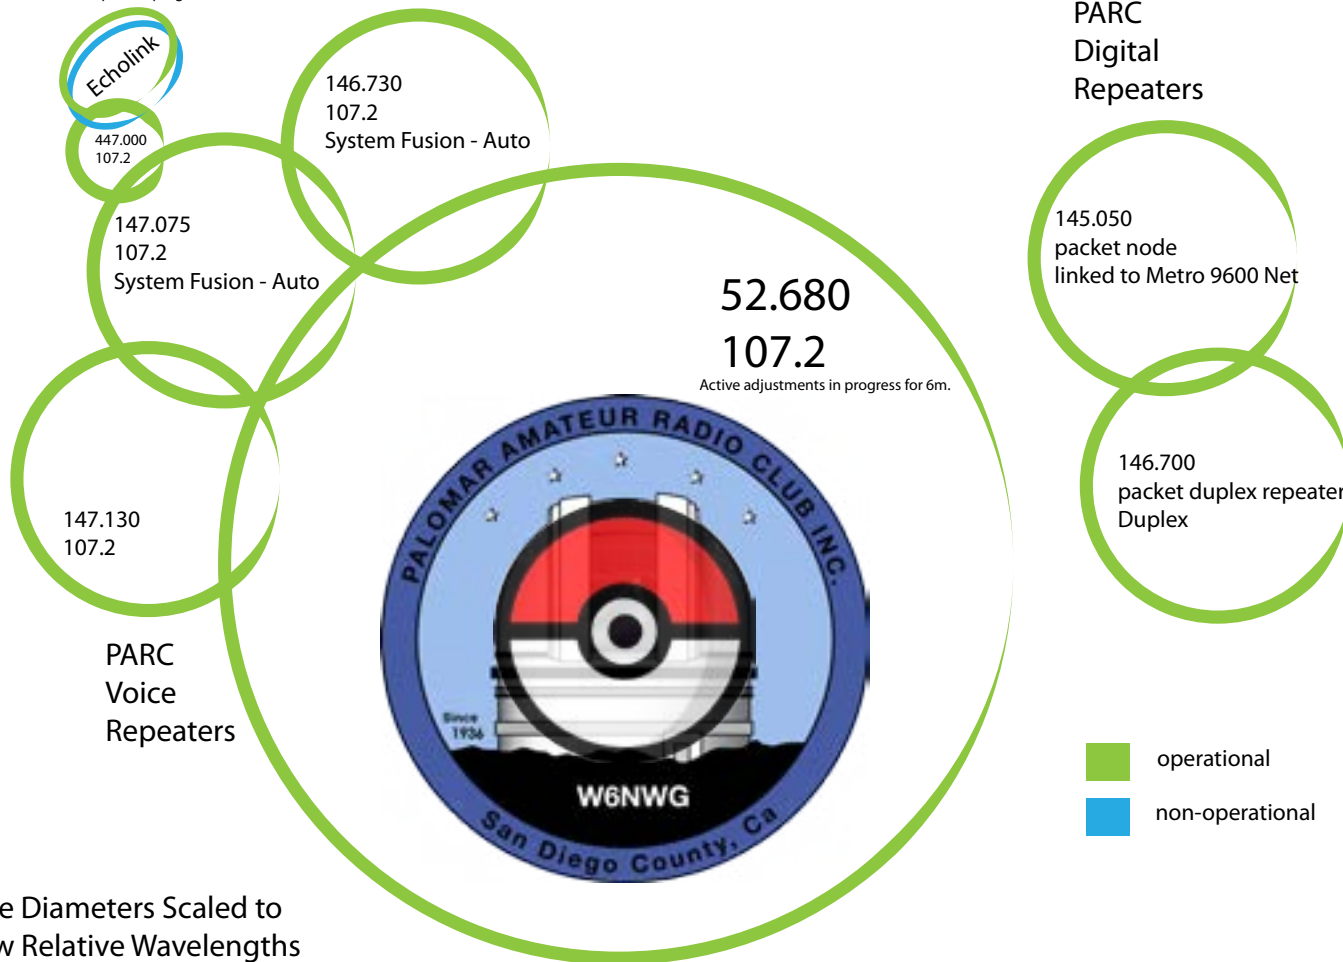 Echolink
447.000
107.2
146.730
107.2
System Fusion - Auto
147.075
107.2
System Fusion - Auto
147.130
107.2
PARC
Voice
Repeaters
52.680
107.2
Active adjustments in progress for 6m.
PALOMAR AMATEUR RADIO CLUB INC.
Since
1936
W6NWG
San Diego County, Ca
PARC
Digital
Repeaters
145.050
packet node
linked to Metro 9600 Net
146.700
packet duplex repeater
Duplex
operational
non-operational
Diameters Scaled to
Relative Wavelengths